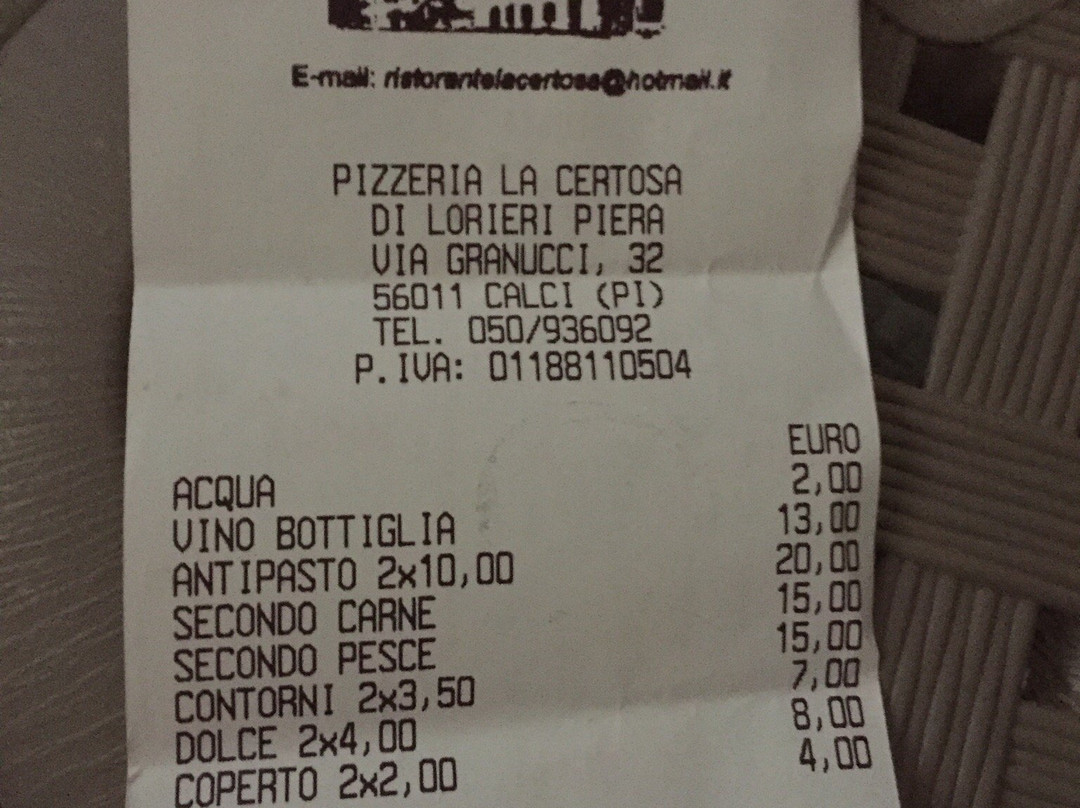 E-mail: ristorantelacertosa@hotmail.it
PIZZERIA LA CERTOSA
DI LORIERI PIERA
VIA GRANUCCI, 32
56011 CALCI (PI)
TEL. 050/936092
P.IVA: 01188110504
EURO
ACQUA 2,00
VINO BOTTIGLIA 13,00
ANTIPASTO 2x10,00 20,00
SECONDO CARNE 15,00
SECONDO PESCE 15,00
CONTORNI 2x3,50 7,00
DOLCE 2x4,00 8,00
COPERTO 2x2,00 4,00